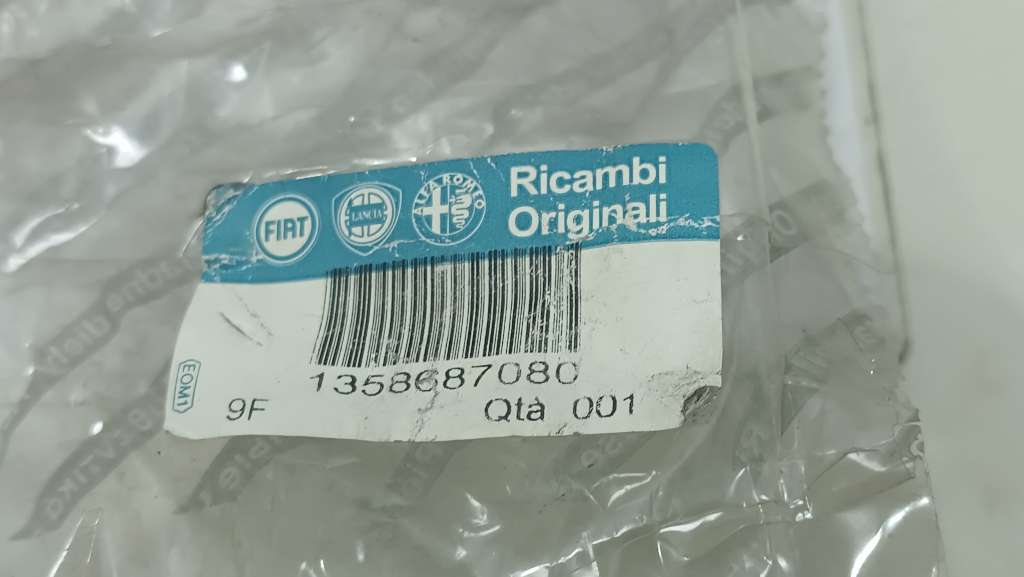 FIAT
LANCIA
ALFA ROMEO
Ricambi
Originali
1358687080
EOM1
9F
Qtà 001